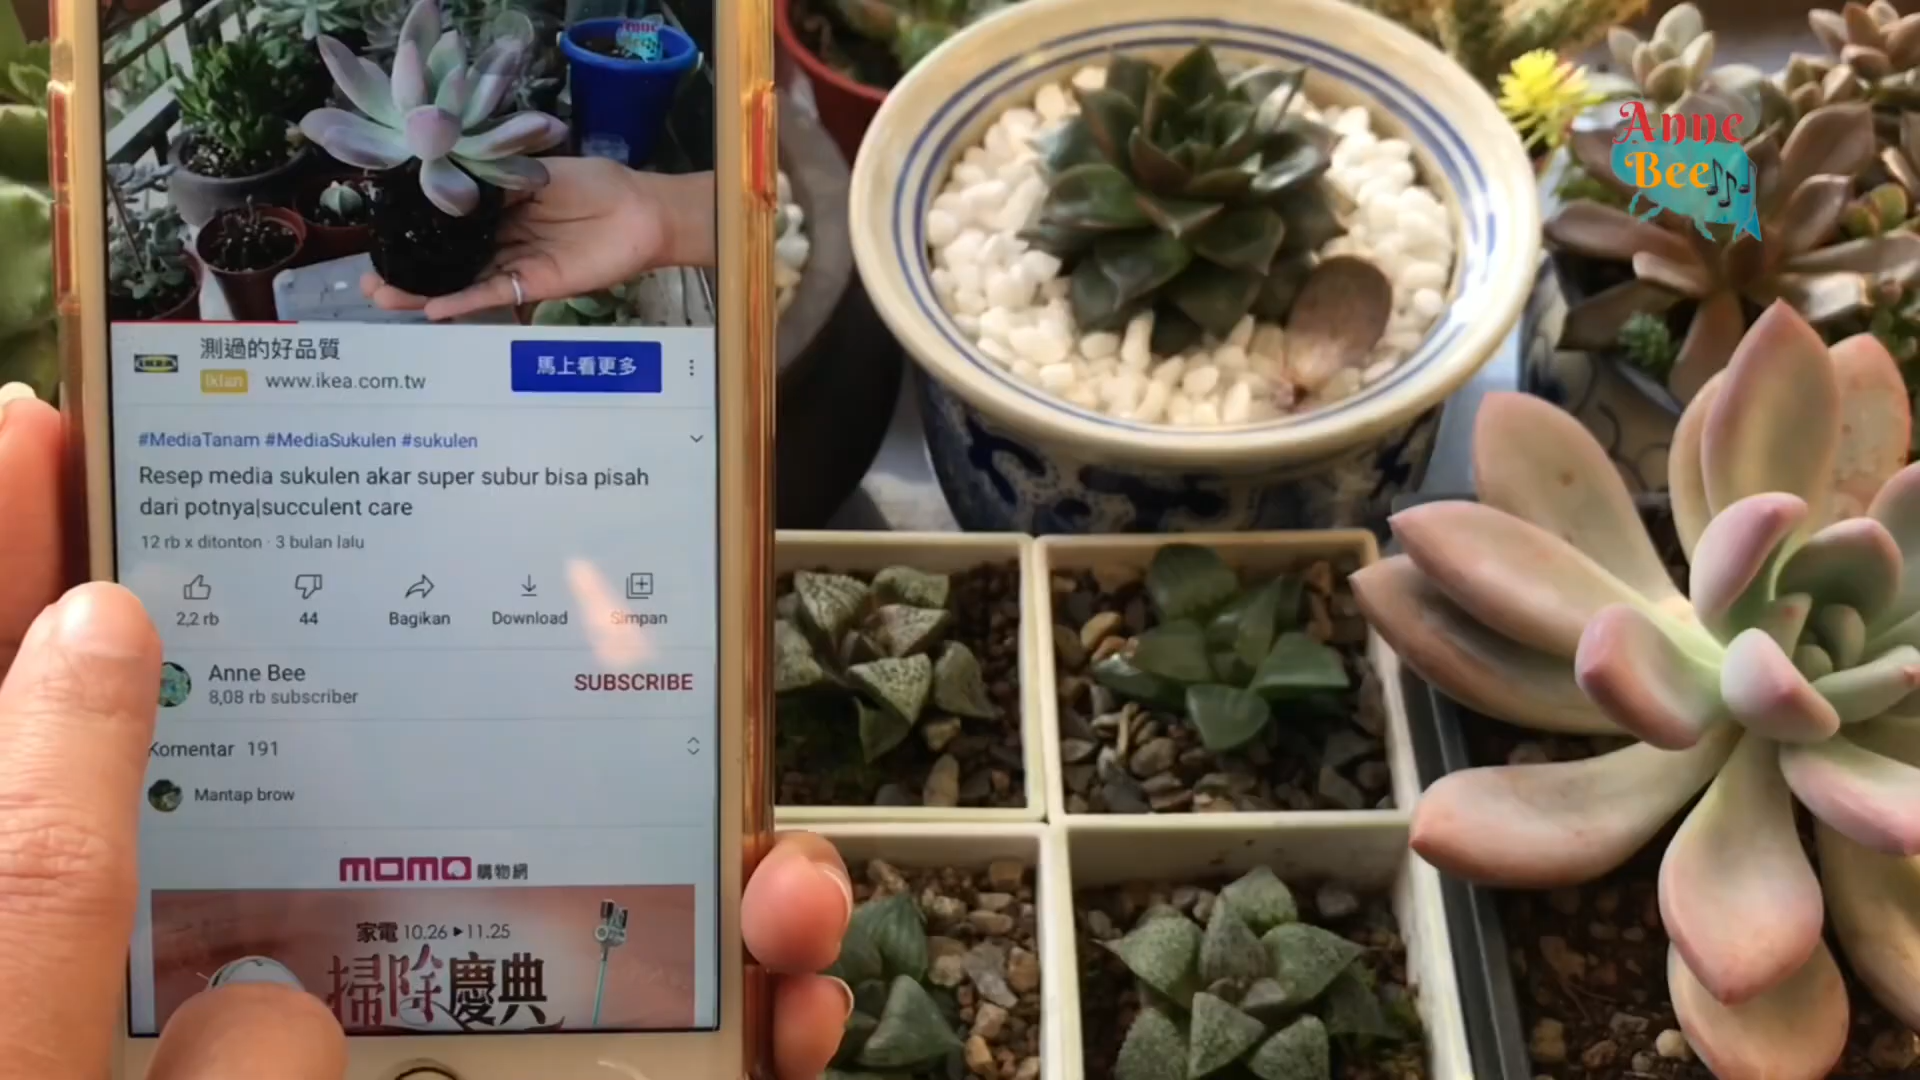 Anne
Bee
IKEA
測過的好品質
Iklan www.ikea.com.tw
馬上看更多
#MediaTanam #MediaSukulen #sukulen
Resep media sukulen akar super subur bisa pisah
dari potnya|succulent care
12 rb x ditonton · 3 bulan lalu
2,2 rb 44 Bagikan Download Simpan
Anne Bee
8,08 rb subscriber
SUBSCRIBE
Komentar 191
Mantap brow
momo 購物網
家電 10.26 ▸ 11.25
掃除慶典
Anne
Bee